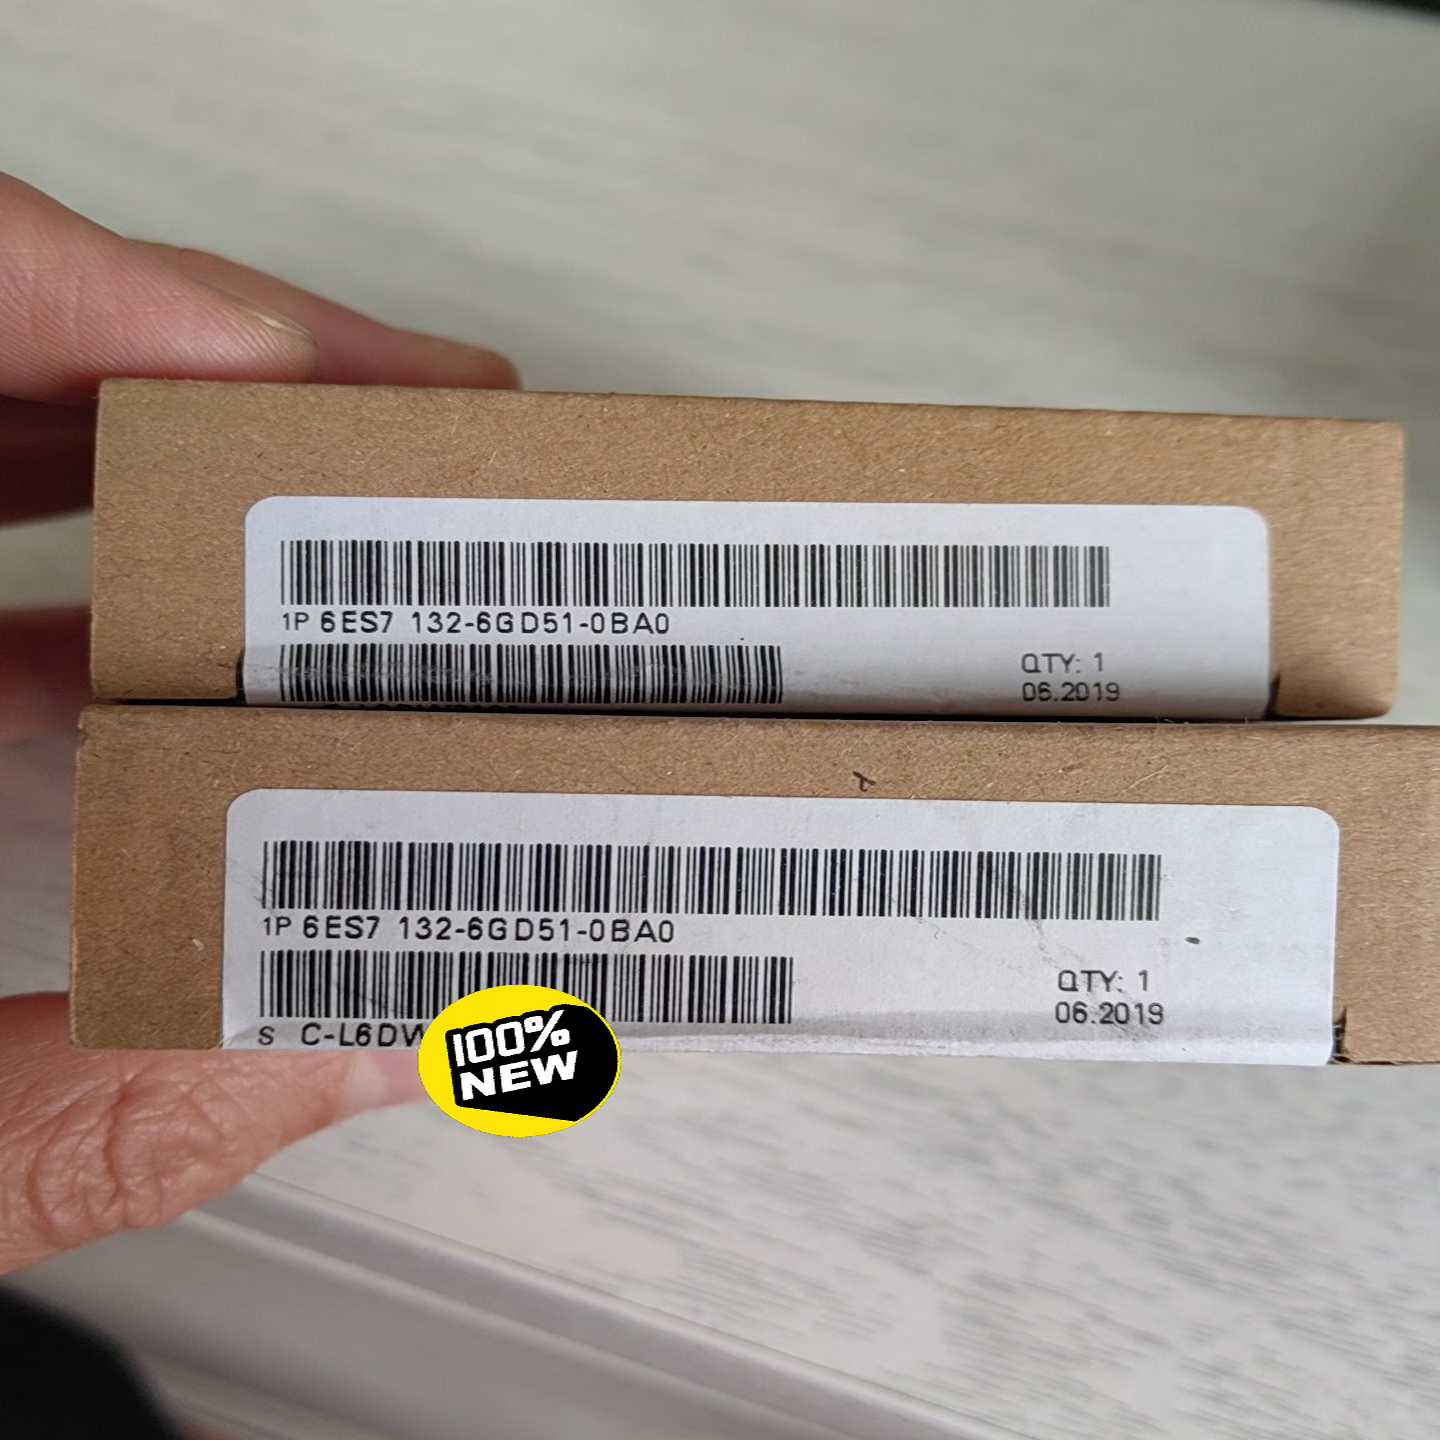 1P 6ES7 132-6GD51-0BA0
QTY: 1
06.2019
1P 6ES7 132-6GD51-0BA0
QTY: 1
06.2019
S C-L6DW
100%
NEW